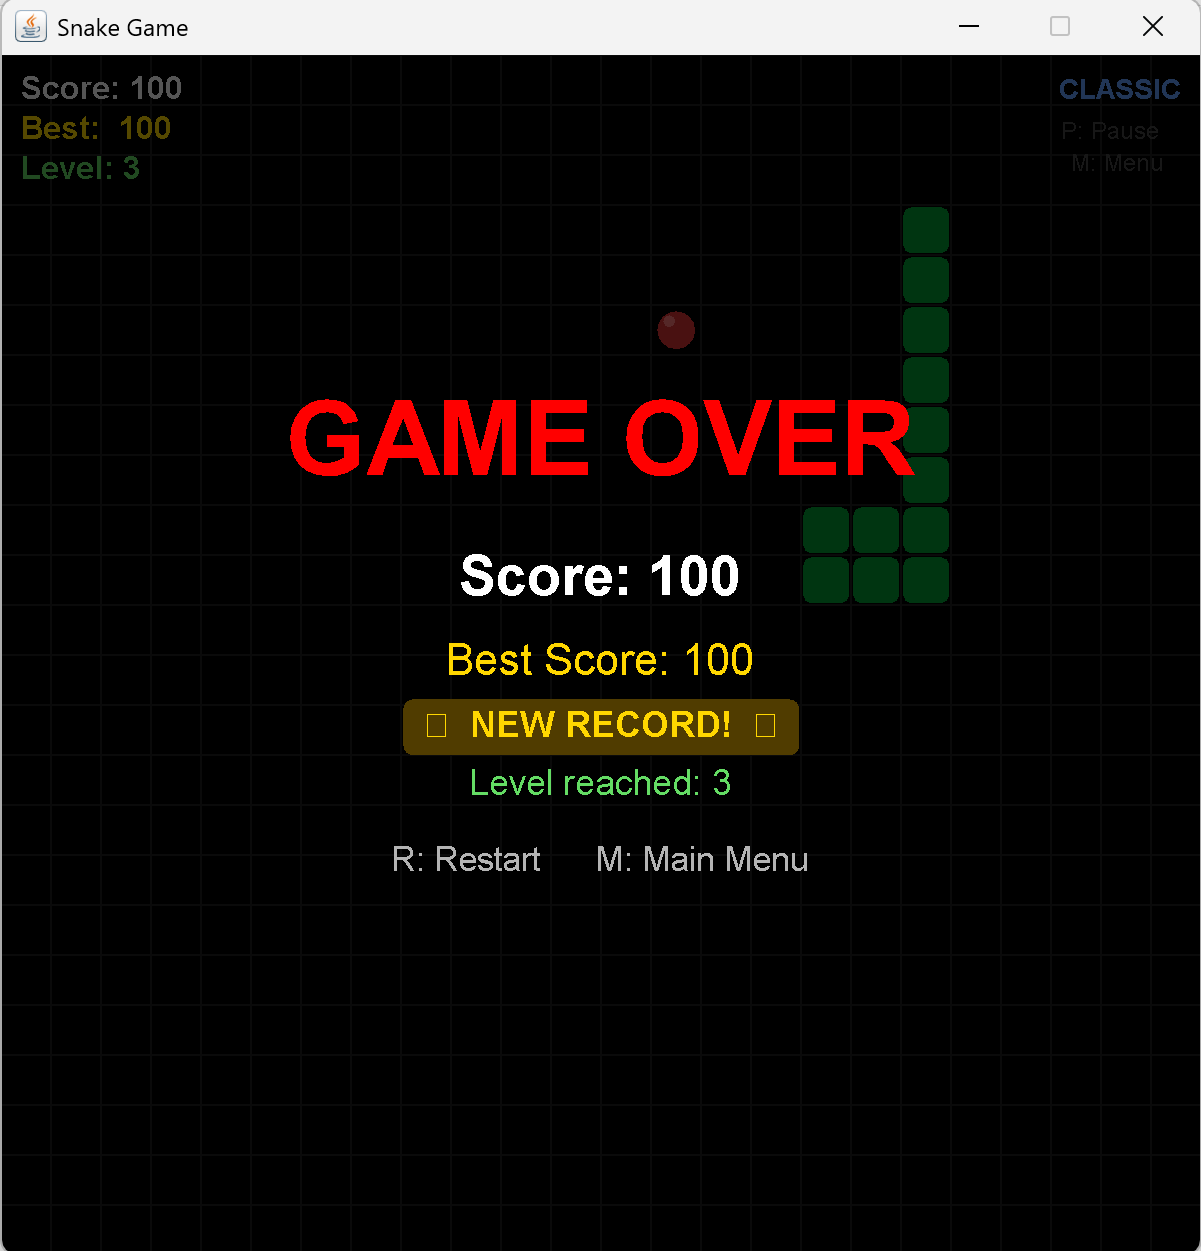 Snake Game
Score: 100
Best: 100
Level: 3
CLASSIC
P: Pause
M: Menu
GAME OVER
Score: 100
Best Score: 100
NEW RECORD!
Level reached: 3
R: Restart M: Main Menu